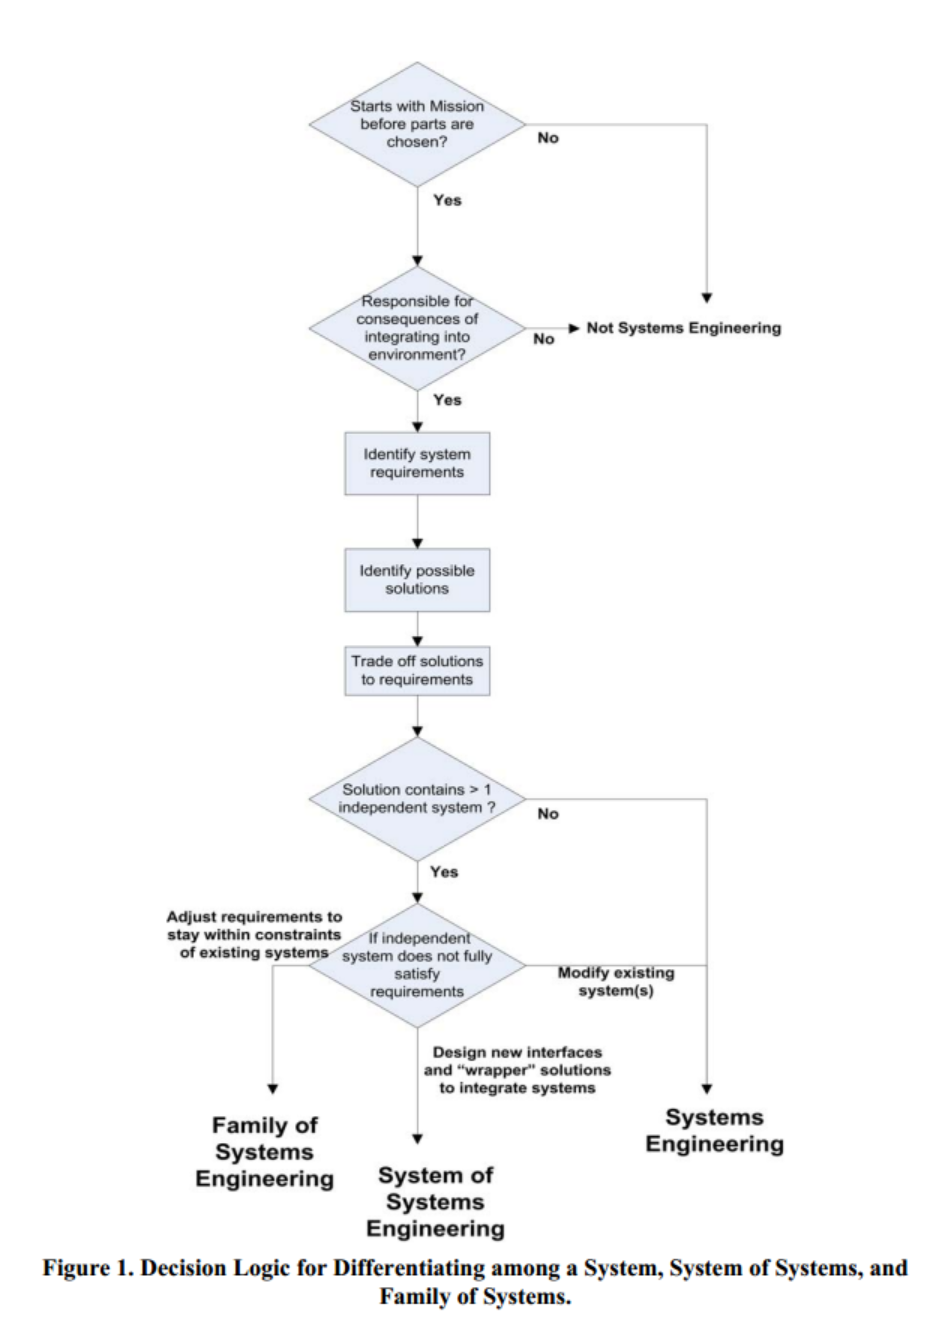 Starts with Mission
before parts are
chosen?
No
Yes
Responsible for
consequences of
integrating into
environment?
No
Not Systems Engineering
Yes
Identify system
requirements
Identify possible
solutions
Trade off solutions
to requirements
Solution contains > 1
independent system ?
No
Yes
Adjust requirements to
stay within constraints
of existing systems
If independent
system does not fully
satisfy
requirements
Modify existing
system(s)
Design new interfaces
and “wrapper” solutions
to integrate systems
Family of
Systems
Engineering
System of
Systems
Engineering
Systems
Engineering
Figure 1. Decision Logic for Differentiating among a System, System of Systems, and
Family of Systems.